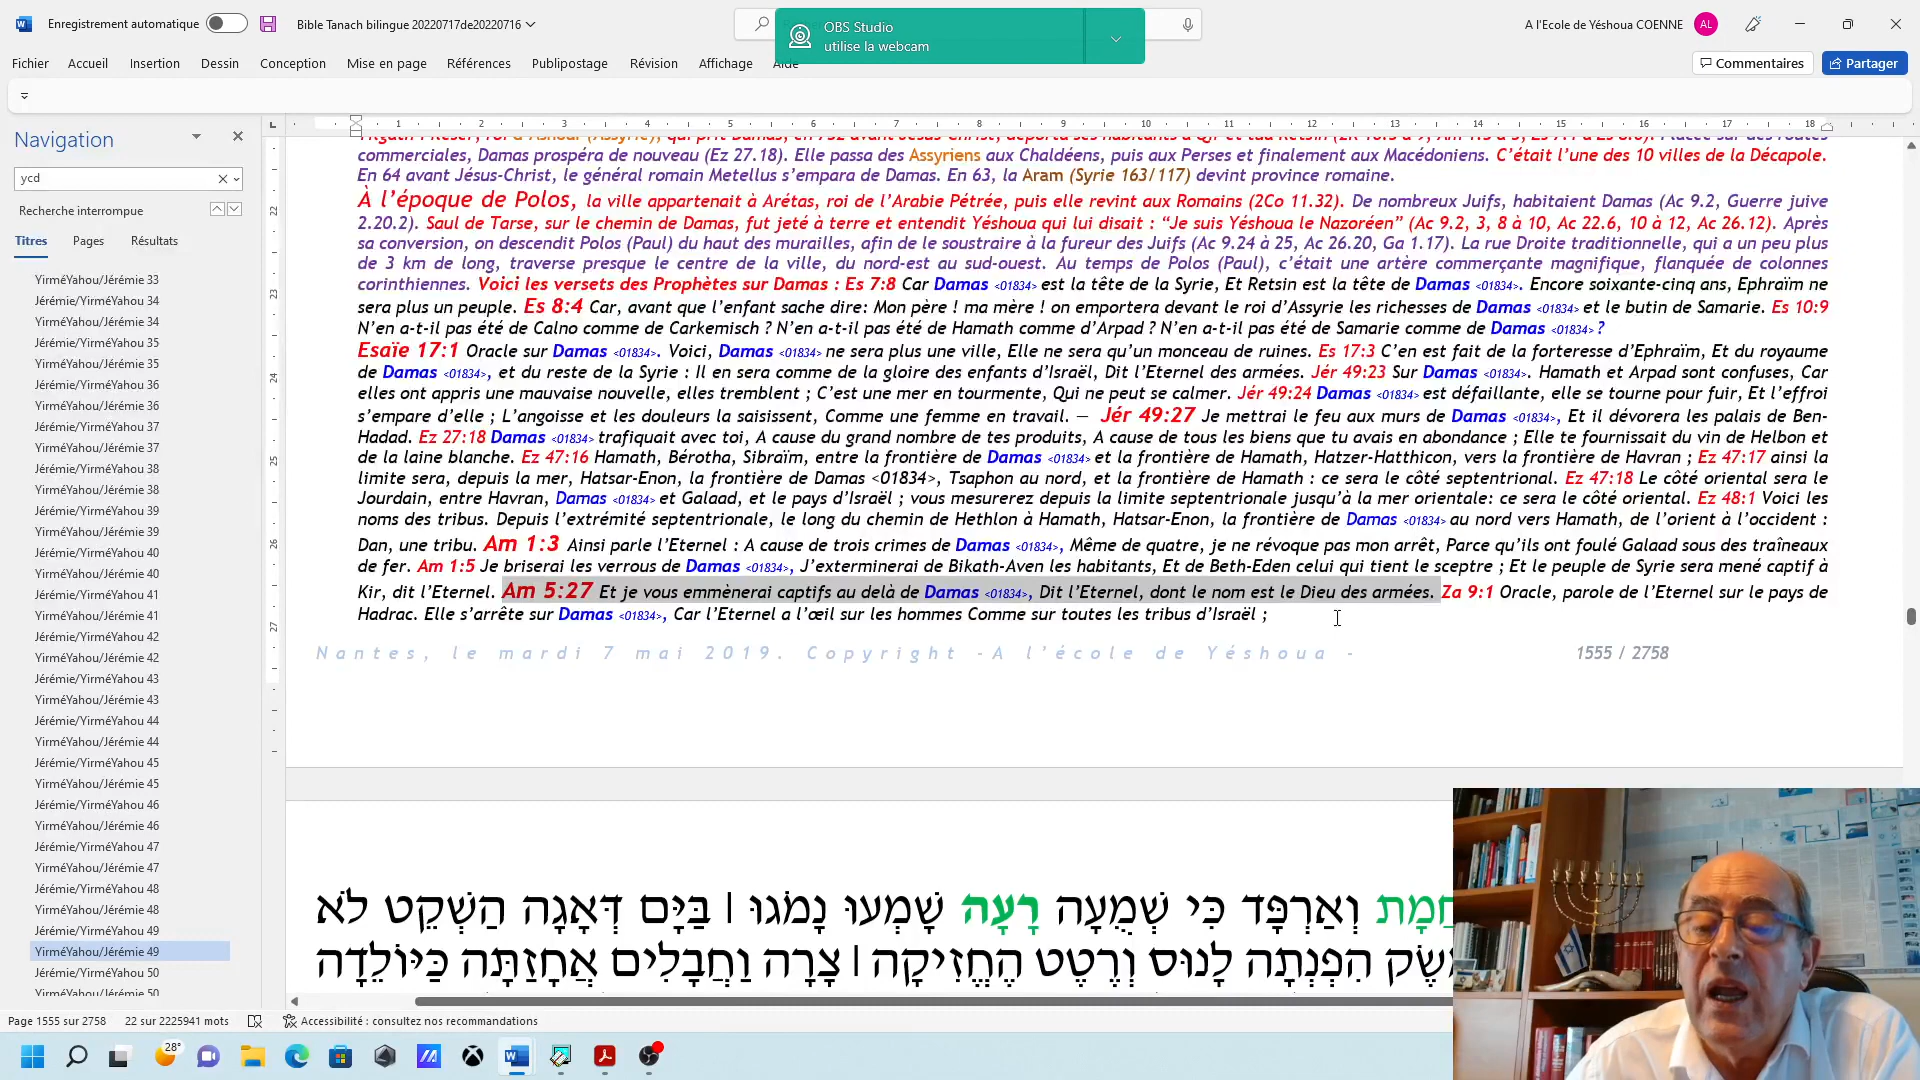 Enregistrement automatique
Bible Tanach bilingue 20220717de20220716
OBS Studio
utilise la webcam
A l'Ecole de Yéshoua COENNE
AL
Fichier Accueil Insertion Dessin Conception Mise en page Références Publipostage Révision Affichage Aide
Commentaires
Partager
Navigation
ycd
Recherche interrompue
Titres Pages Résultats
YirméYahou/Jérémie 33
Jérémie/YirméYahou 34
YirméYahou/Jérémie 34
Jérémie/YirméYahou 35
YirméYahou/Jérémie 35
Jérémie/YirméYahou 36
YirméYahou/Jérémie 36
Jérémie/YirméYahou 37
YirméYahou/Jérémie 37
Jérémie/YirméYahou 38
YirméYahou/Jérémie 38
Jérémie/YirméYahou 39
YirméYahou/Jérémie 39
Jérémie/YirméYahou 40
YirméYahou/Jérémie 40
Jérémie/YirméYahou 41
YirméYahou/Jérémie 41
Jérémie/YirméYahou 42
YirméYahou/Jérémie 42
Jérémie/YirméYahou 43
YirméYahou/Jérémie 43
Jérémie/YirméYahou 44
YirméYahou/Jérémie 44
Jérémie/YirméYahou 45
YirméYahou/Jérémie 45
Jérémie/YirméYahou 46
YirméYahou/Jérémie 46
Jérémie/YirméYahou 47
YirméYahou/Jérémie 47
Jérémie/YirméYahou 48
YirméYahou/Jérémie 48
Jérémie/YirméYahou 49
YirméYahou/Jérémie 49
Jérémie/YirméYahou 50
YirméYahou/Jérémie 50
1 2 3 4 5 6 7 8 9 10 11 12 13 14 15 16 17 18
22
23
24
25
26
27
commerciales, Damas prospéra de nouveau (Ez 27.18). Elle passa des Assyriens aux Chaldéens, puis aux Perses et finalement aux Macédoniens. C'était l'une des 10 villes de la Décapole.
En 64 avant Jésus-Christ, le général romain Metellus s'empara de Damas. En 63, la Aram (Syrie 163/117) devint province romaine.
À l'époque de Polos, la ville appartenait à Arétas, roi de l'Arabie Pétrée, puis elle revint aux Romains (2Co 11.32). De nombreux Juifs, habitaient Damas (Ac 9.2, Guerre juive
2.20.2). Saul de Tarse, sur le chemin de Damas, fut jeté à terre et entendit Yéshoua qui lui disait : “Je suis Yéshoua le Nazoréen” (Ac 9.2, 3, 8 à 10, Ac 22.6, 10 à 12, Ac 26.12). Après
sa conversion, on descendit Polos (Paul) du haut des murailles, afin de le soustraire à la fureur des Juifs (Ac 9.24 à 25, Ac 26.20, Ga 1.17). La rue Droite traditionnelle, qui a un peu plus
de 3 km de long, traverse presque le centre de la ville, du nord-est au sud-ouest. Au temps de Polos (Paul), c'était une artère commerçante magnifique, flanquée de colonnes
corinthiennes. Voici les versets des Prophètes sur Damas : Es 7:8 Car Damas <01834> est la tête de la Syrie, Et Retsin est la tête de Damas <01834>. Encore soixante-cinq ans, Ephraïm ne
sera plus un peuple. Es 8:4 Car, avant que l'enfant sache dire: Mon père ! ma mère ! on emportera devant le roi d'Assyrie les richesses de Damas <01834> et le butin de Samarie. Es 10:9
N'en a-t-il pas été de Calno comme de Carkemisch ? N'en a-t-il pas été de Hamath comme d'Arpad ? N'en a-t-il pas été de Samarie comme de Damas <01834> ?
Esaïe 17:1 Oracle sur Damas <01834>. Voici, Damas <01834> ne sera plus une ville, Elle ne sera qu'un monceau de ruines. Es 17:3 C'en est fait de la forteresse d'Ephraïm, Et du royaume
de Damas <01834>, et du reste de la Syrie : Il en sera comme de la gloire des enfants d'Israël, Dit l'Eternel des armées. Jér 49:23 Sur Damas <01834>. Hamath et Arpad sont confuses, Car
elles ont appris une mauvaise nouvelle, elles tremblent ; C'est une mer en tourmente, Qui ne peut se calmer. Jér 49:24 Damas <01834> est défaillante, elle se tourne pour fuir, Et l'effroi
s'empare d'elle ; L'angoisse et les douleurs la saisissent, Comme une femme en travail. — Jér 49:27 Je mettrai le feu aux murs de Damas <01834>, Et il dévorera les palais de Ben-
Hadad. Ez 27:18 Damas <01834> trafiquait avec toi, A cause du grand nombre de tes produits, A cause de tous les biens que tu avais en abondance ; Elle te fournissait du vin de Helbon et
de la laine blanche. Ez 47:16 Hamath, Bérotha, Sibraïm, entre la frontière de Damas <01834> et la frontière de Hamath, Hatzer-Hatthicon, vers la frontière de Havran ; Ez 47:17 ainsi la
limite sera, depuis la mer, Hatsar-Enon, la frontière de Damas <01834>, Tsaphon au nord, et la frontière de Hamath : ce sera le côté septentrional. Ez 47:18 Le côté oriental sera le
Jourdain, entre Havran, Damas <01834> et Galaad, et le pays d'Israël ; vous mesurerez depuis la limite septentrionale jusqu'à la mer orientale: ce sera le côté oriental. Ez 48:1 Voici les
noms des tribus. Depuis l'extrémité septentrionale, le long du chemin de Hethlon à Hamath, Hatsar-Enon, la frontière de Damas <01834> au nord vers Hamath, de l'orient à l'occident :
Dan, une tribu. Am 1:3 Ainsi parle l'Eternel : A cause de trois crimes de Damas <01834>, Même de quatre, je ne révoque pas mon arrêt, Parce qu'ils ont foulé Galaad sous des traîneaux
de fer. Am 1:5 Je briserai les verrous de Damas <01834>, J'exterminerai de Bikath-Aven les habitants, Et de Beth-Eden celui qui tient le sceptre ; Et le peuple de Syrie sera mené captif à
Kir, dit l'Eternel. Am 5:27 Et je vous emmènerai captifs au delà de Damas <01834>, Dit l'Eternel, dont le nom est le Dieu des armées. Za 9:1 Oracle, parole de l'Eternel sur le pays de
Hadrac. Elle s'arrête sur Damas <01834>, Car l'Eternel a l'œil sur les hommes Comme sur toutes les tribus d'Israël ;
Nantes, le mardi 7 mai 2019. Copyright -A l'école de Yéshoua - 1555 / 2758
חֲמָת וְאַרְפָּד כִּי שְׁמֻעָה רָעָה שָׁמְעוּ נָמֹגוּ | בַּיָּם דְּאָגָה הַשְׁקֵט לֹא
הִפְנְתָה לָנוּס וְרֶטֶט הֶחֱזִיקָה | צָרָה וַחֲבָלִים אֲחָזַתָּה כַּיּוֹלֵדָה
Page 1555 sur 2758 22 sur 2225941 mots Accessibilité : consultez nos recommandations
28°